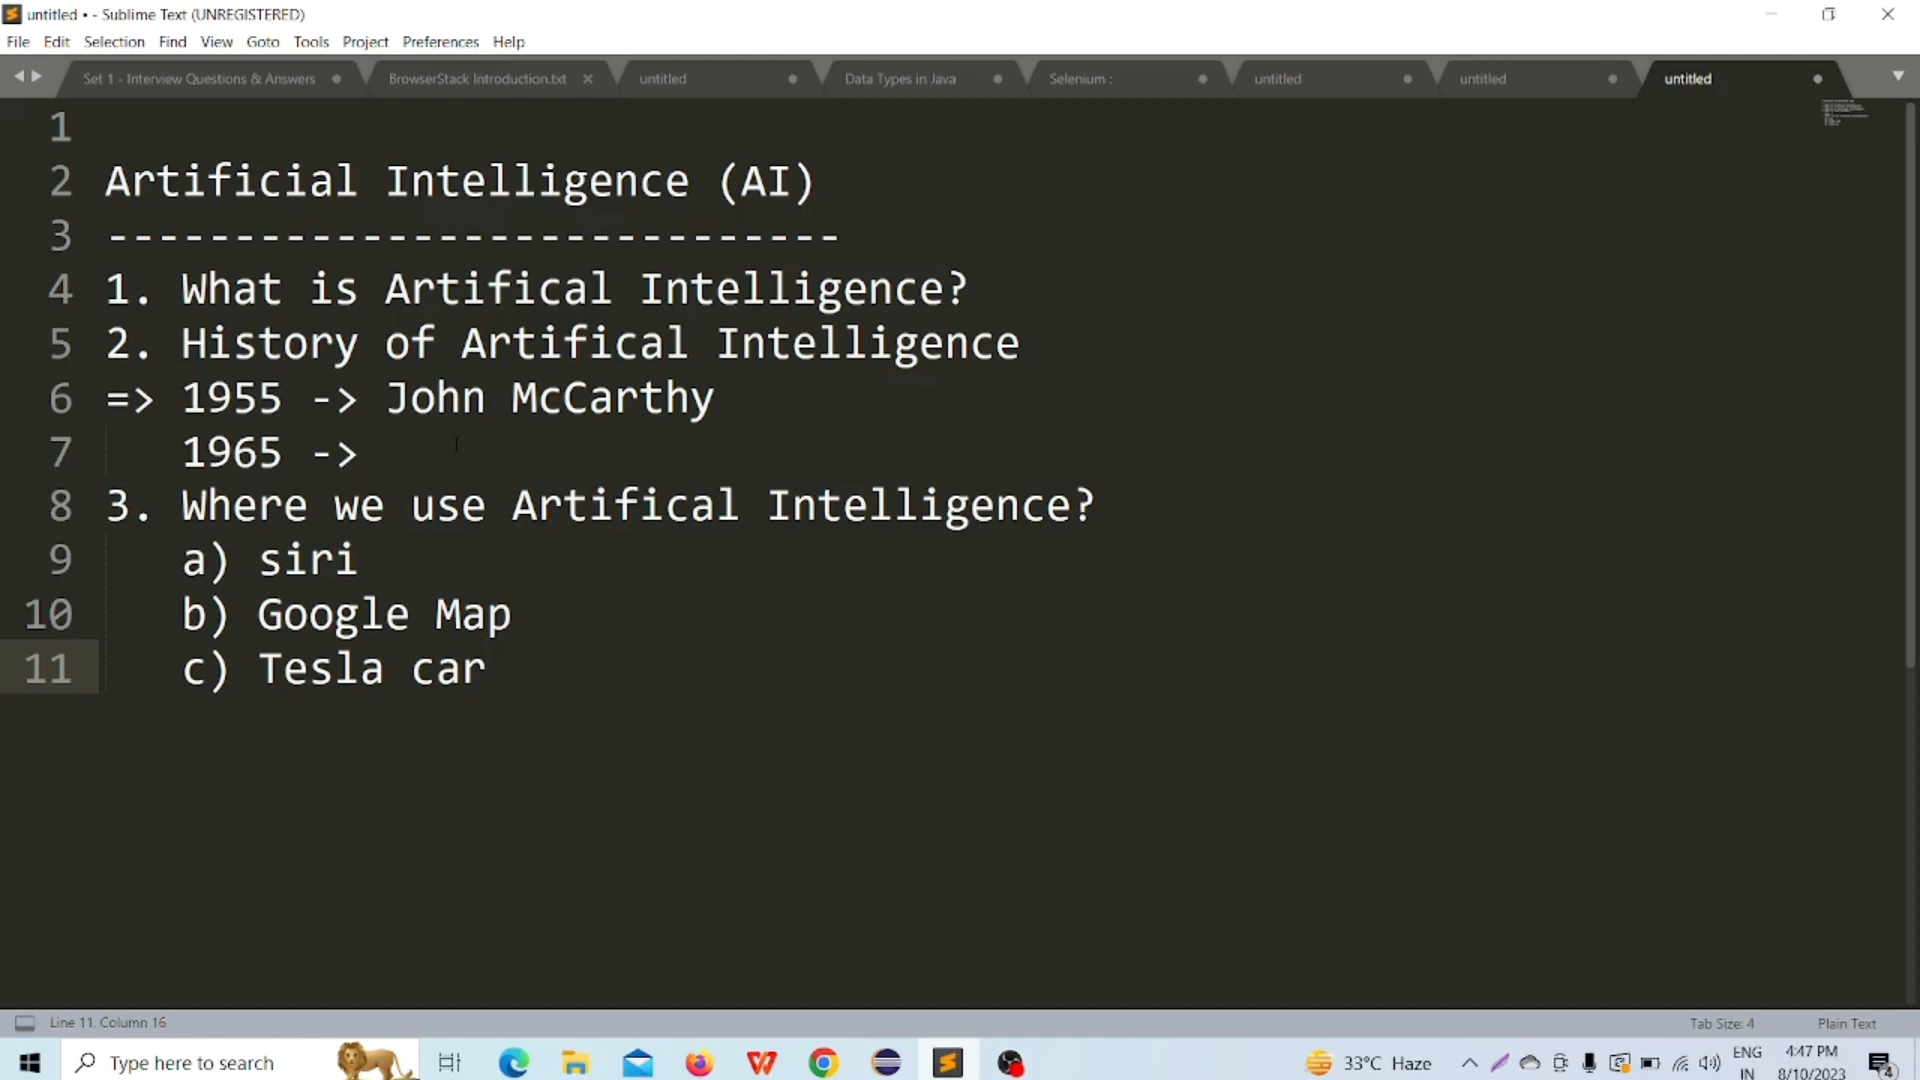 untitled • - Sublime Text (UNREGISTERED)
File Edit Selection Find View Goto Tools Project Preferences Help
Set 1 - Interview Questions & Answers BrowserStack Introduction.txt untitled Data Types in Java Selenium : untitled untitled untitled
1
2 Artificial Intelligence (AI)
3 -----------------------------
4 1. What is Artifical Intelligence?
5 2. History of Artifical Intelligence
6 => 1955 -> John McCarthy
7 1965 ->
8 3. Where we use Artifical Intelligence?
9 a) siri
10 b) Google Map
11 c) Tesla car
Line 11, Column 16 Tab Size: 4 Plain Text
Type here to search 33°C Haze ENG 4:47 PM
IN 8/10/2023 4